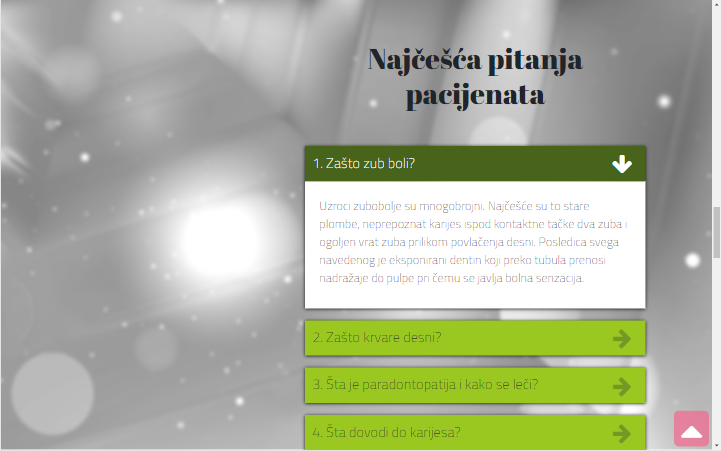 Najčešća pitanja
pacijenata
1. Zašto zub boli?
Uzroci zubobolje su mnogobrojni. Najčešće su to stare
plombe, neprepoznat karijes ispod kontaktne tačke dva zuba i
ogoljen vrat zuba prilikom povlačenja desni. Posledica svega
navedenog je eksponirani dentin koji preko tubula prenosi
nadražaje do pulpe pri čemu se javlja bolna senzacija.
2. Zašto krvare desni?
3. Šta je paradontopatija i kako se leči?
4. Šta dovodi do karijesa?